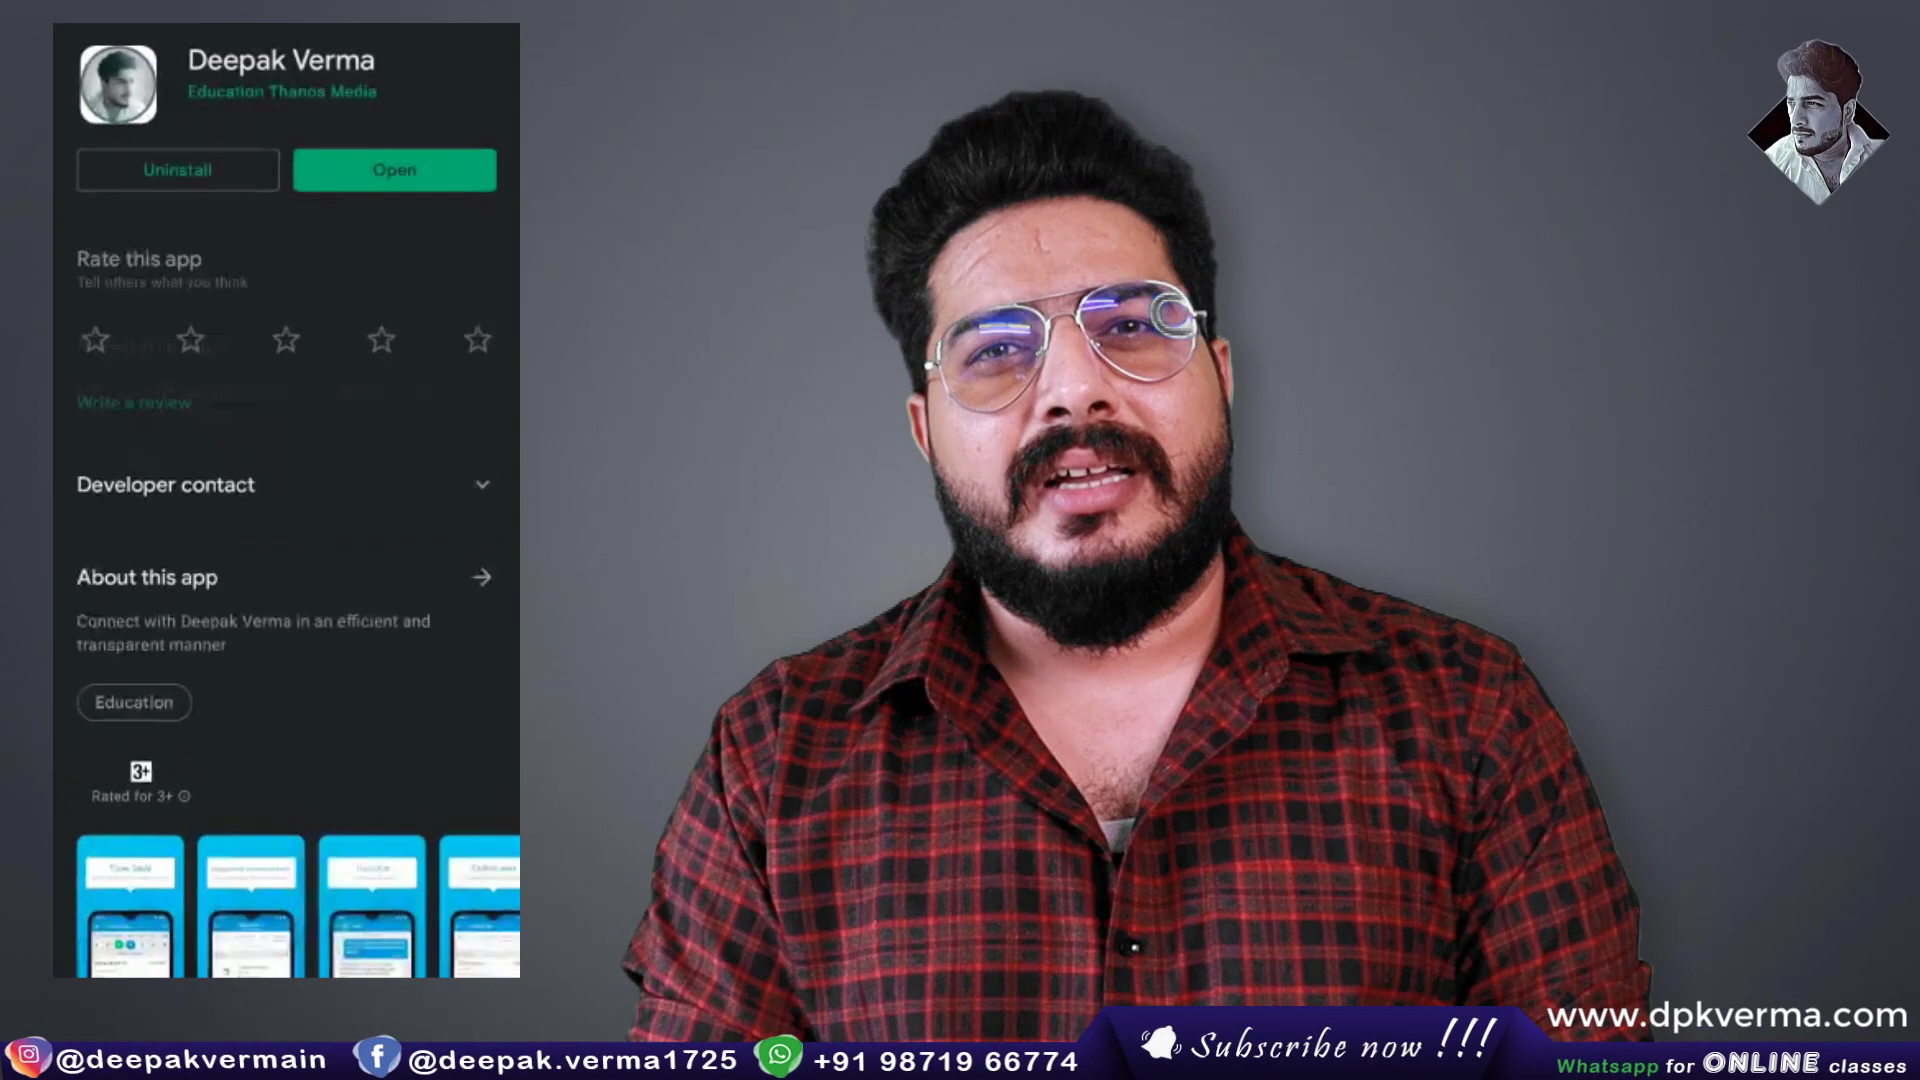 Deepak Verma
Education Thanos Media
Uninstall
Open
Rate this app
Tell others what you think
Write a review
Developer contact
About this app
Connect with Deepak Verma in an efficient and
transparent manner
Education
3+
Rated for 3+
www.dpkverma.com
@deepakvermain
@deepak.verma1725
+91 98719 66774
Subscribe now !!!
Whatsapp for ONLINE classes